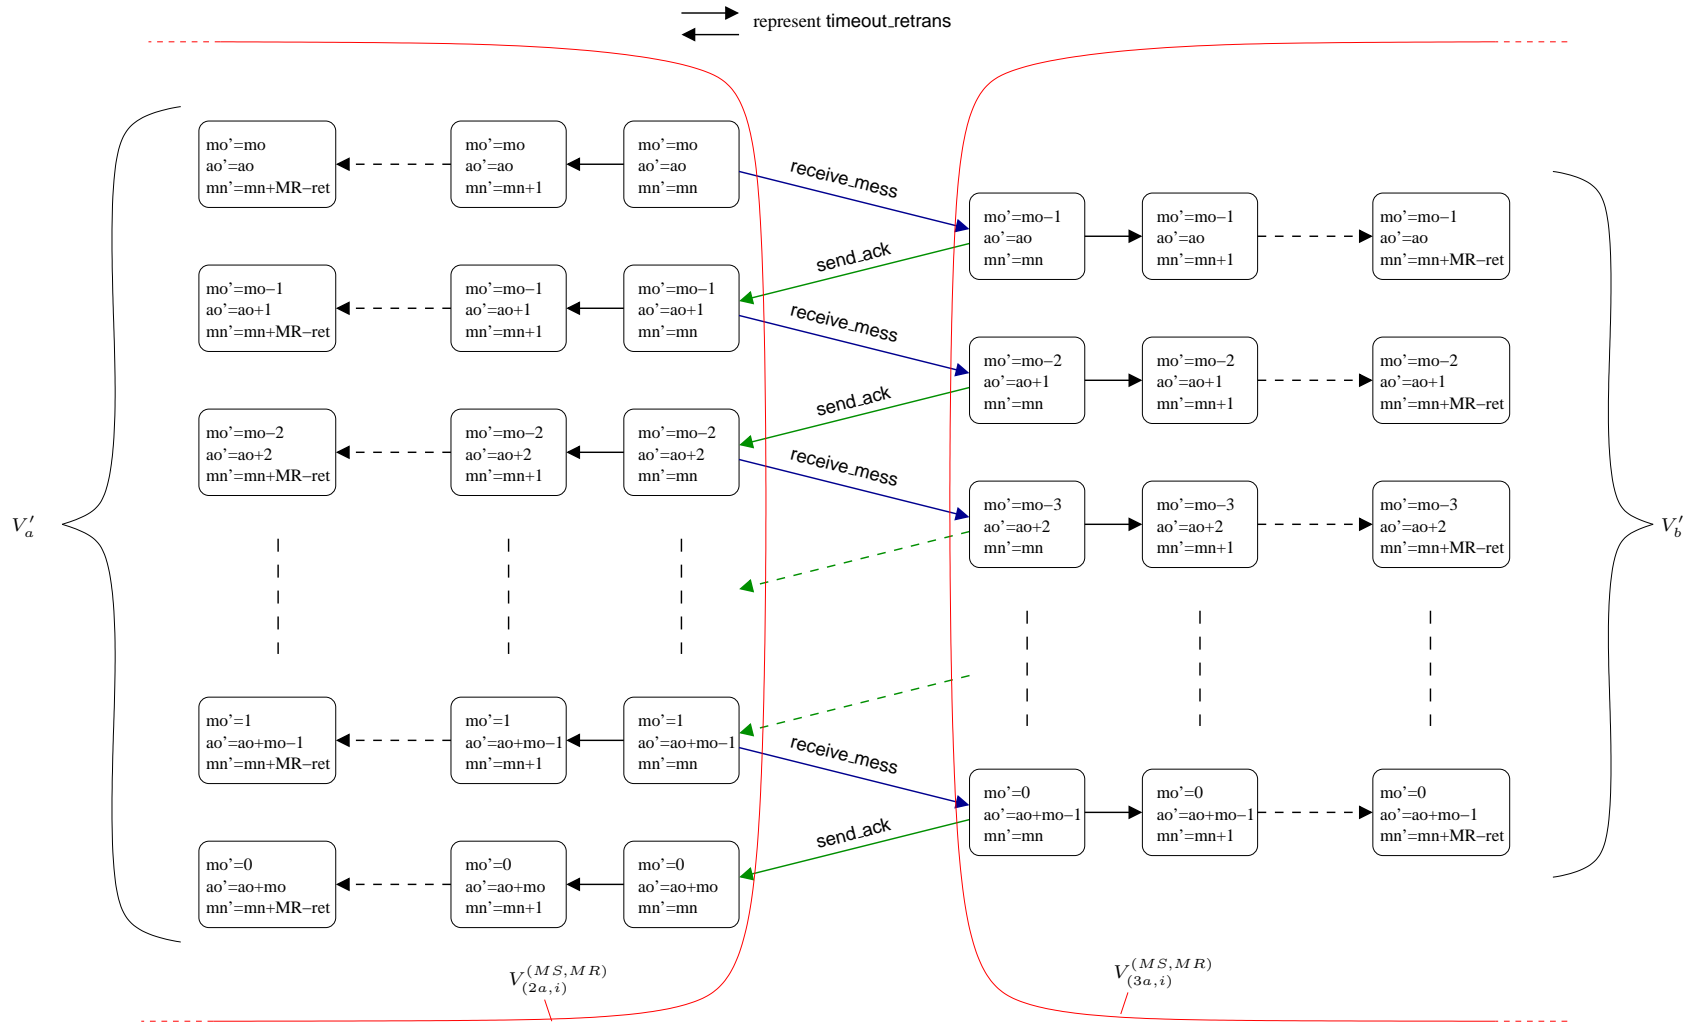 represent timeout_retrans
mo’=mo
ao’=ao
mn’=mn+MR−ret
mo’=mo
ao’=ao
mn’=mn+1
mo’=mo
ao’=ao
mn’=mn
receive_mess
mo’=mo−1
ao’=ao
mn’=mn
mo’=mo−1
ao’=ao
mn’=mn+1
mo’=mo−1
ao’=ao
mn’=mn+MR−ret
send_ack
mo’=mo−1
ao’=ao+1
mn’=mn+MR−ret
mo’=mo−1
ao’=ao+1
mn’=mn+1
mo’=mo−1
ao’=ao+1
mn’=mn
receive_mess
mo’=mo−2
ao’=ao+1
mn’=mn
mo’=mo−2
ao’=ao+1
mn’=mn+1
mo’=mo−2
ao’=ao+1
mn’=mn+MR−ret
send_ack
mo’=mo−2
ao’=ao+2
mn’=mn+MR−ret
mo’=mo−2
ao’=ao+2
mn’=mn+1
mo’=mo−2
ao’=ao+2
mn’=mn
receive_mess
mo’=mo−3
ao’=ao+2
mn’=mn
mo’=mo−3
ao’=ao+2
mn’=mn+1
mo’=mo−3
ao’=ao+2
mn’=mn+MR−ret
V′a
V′b
mo’=1
ao’=ao+mo−1
mn’=mn+MR−ret
mo’=1
ao’=ao+mo−1
mn’=mn+1
mo’=1
ao’=ao+mo−1
mn’=mn
receive_mess
mo’=0
ao’=ao+mo−1
mn’=mn
mo’=0
ao’=ao+mo−1
mn’=mn+1
mo’=0
ao’=ao+mo−1
mn’=mn+MR−ret
send_ack
mo’=0
ao’=ao+mo
mn’=mn+MR−ret
mo’=0
ao’=ao+mo
mn’=mn+1
mo’=0
ao’=ao+mo
mn’=mn
V(MS,MR)(2a,i)
V(MS,MR)(3a,i)